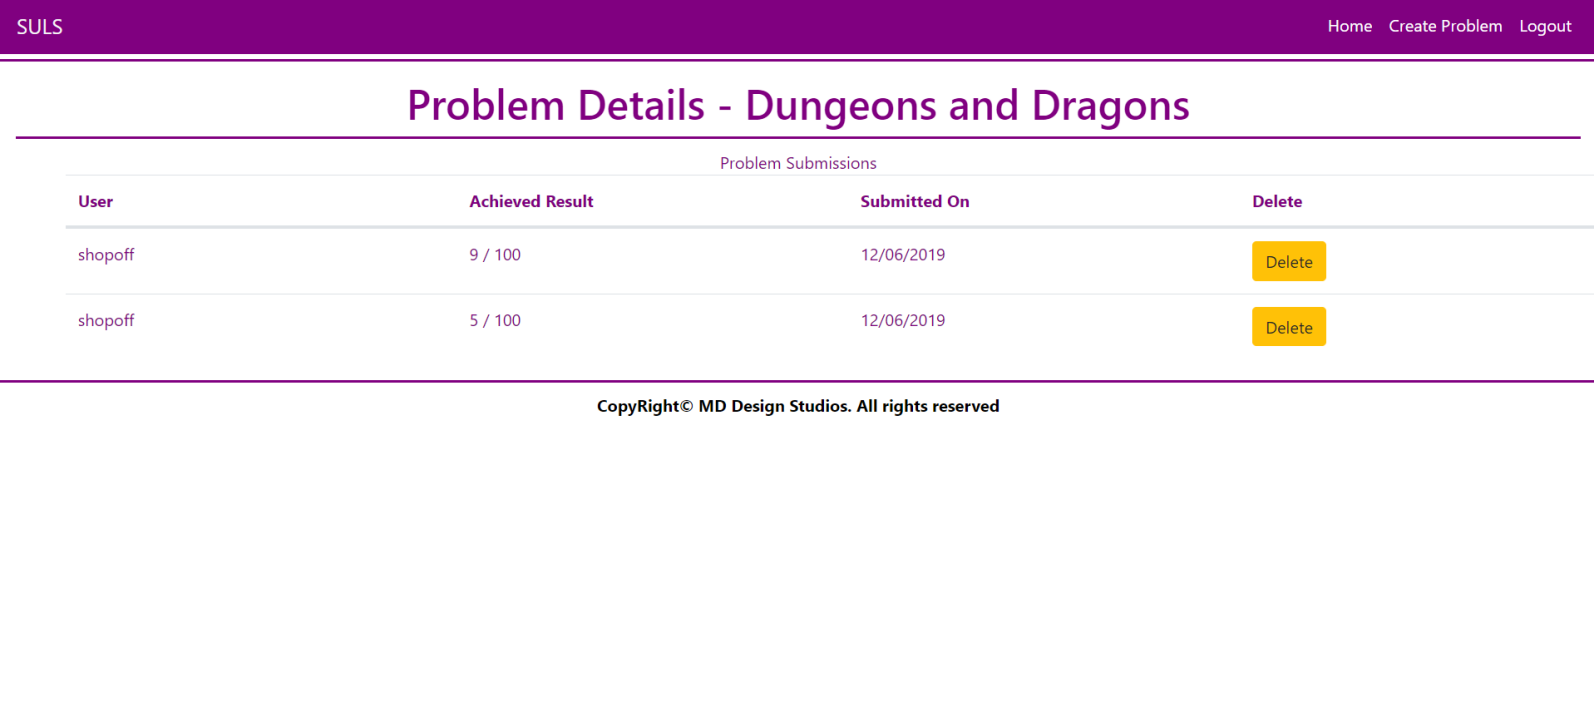 SULS Home Create Problem Logout
Problem Details - Dungeons and Dragons
Problem Submissions
User Achieved Result Submitted On Delete
shopoff 9 / 100 12/06/2019 Delete
shopoff 5 / 100 12/06/2019 Delete
CopyRight© MD Design Studios. All rights reserved